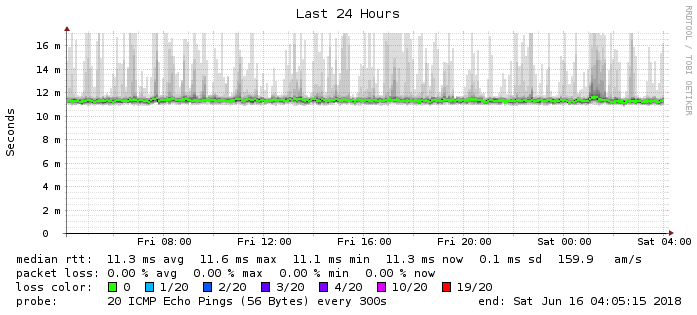 Last 24 Hours
RRDTOOL / TOBI OETIKER
Seconds
16 m
14 m
12 m
10 m
8 m
6 m
4 m
2 m
0
Fri 08:00 Fri 12:00 Fri 16:00 Fri 20:00 Sat 00:00 Sat 04:00
median rtt: 11.3 ms avg 11.6 ms max 11.1 ms min 11.3 ms now 0.1 ms sd 159.9 am/s
packet loss: 0.00 % avg 0.00 % max 0.00 % min 0.00 % now
loss color: 0 1/20 2/20 3/20 4/20 10/20 19/20
probe: 20 ICMP Echo Pings (56 Bytes) every 300s end: Sat Jun 16 04:05:15 2018